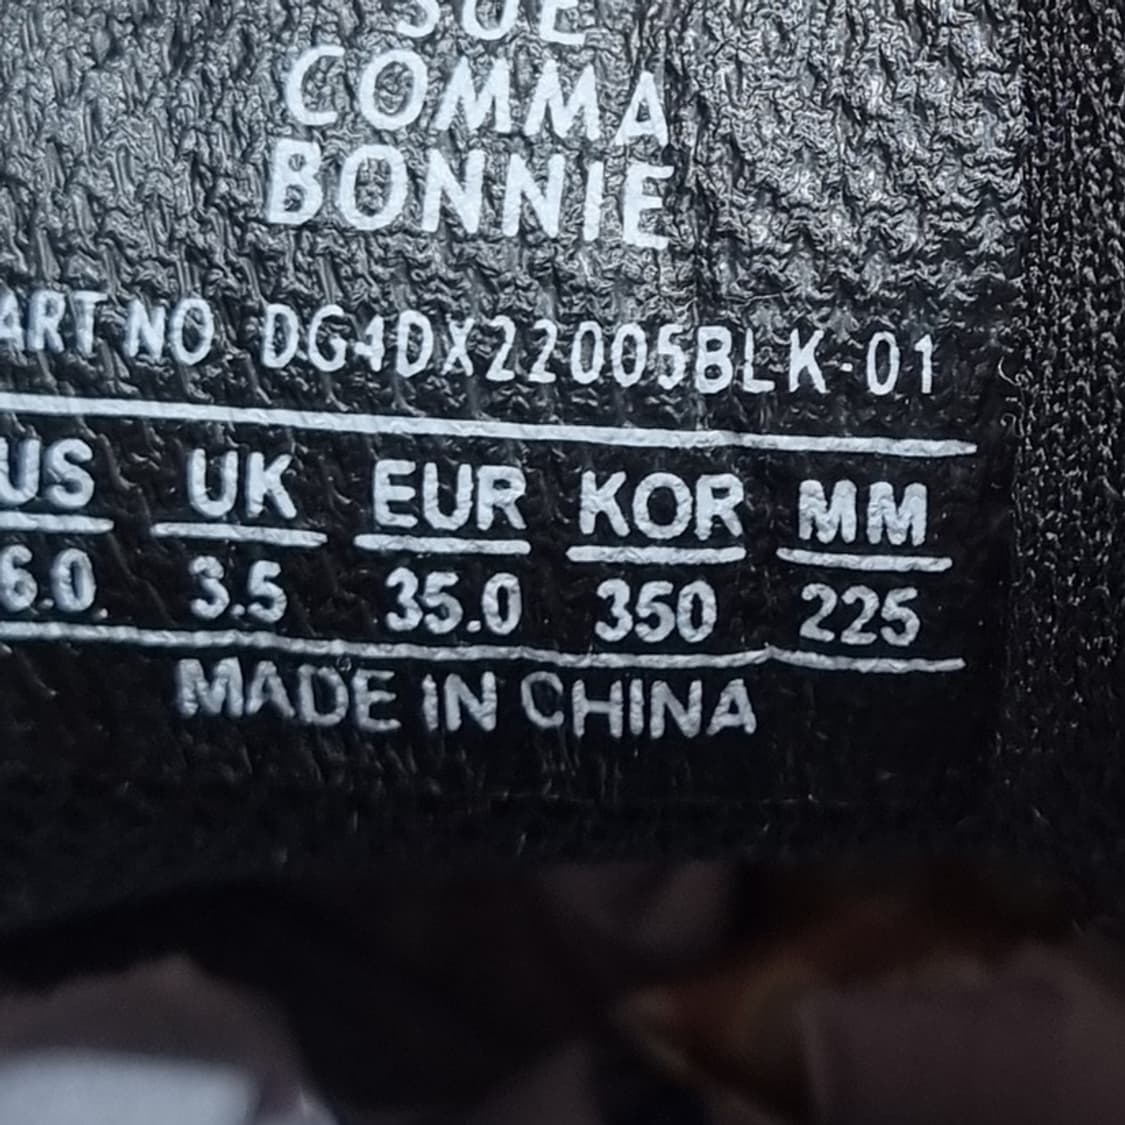 SUE
COMMA
BONNIE
ART NO DG4DX22005BLK-01
US UK EUR KOR MM
6.0 3.5 35.0 350 225
MADE IN CHINA